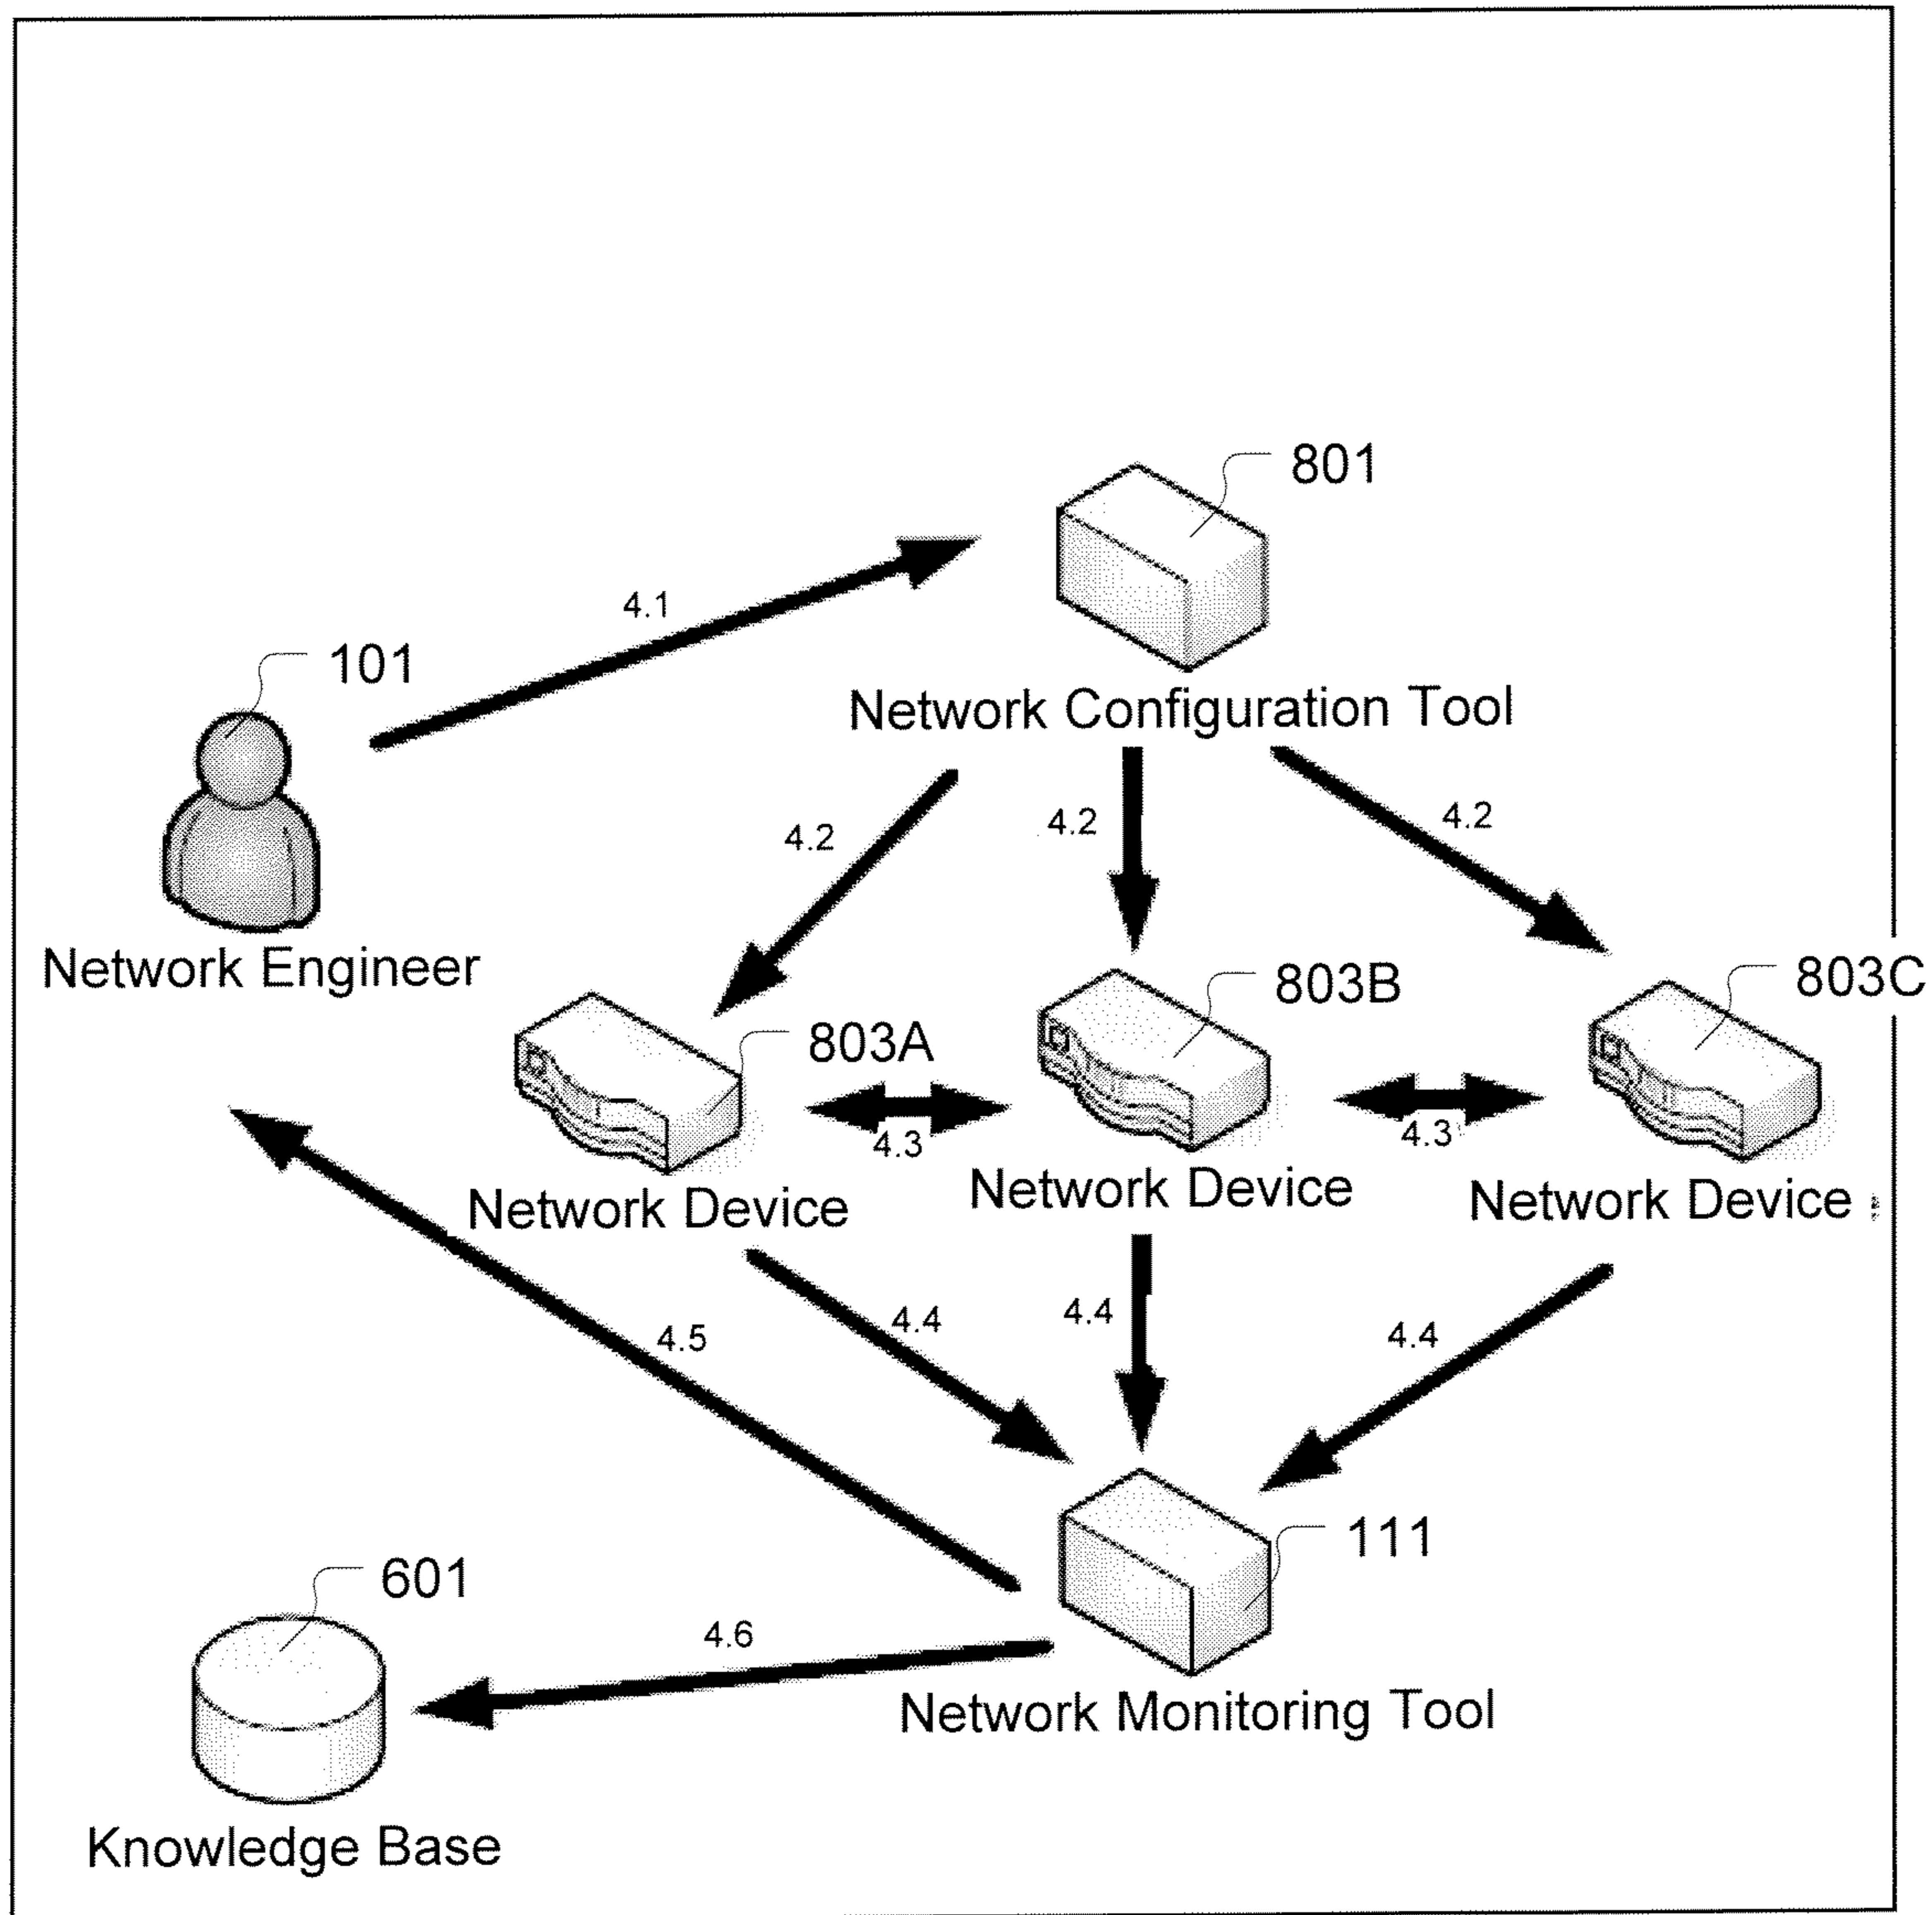 801
4.1
101
Network Configuration Tool
4.2
4.2
4.2
Network Engineer
803A
803B
803C
4.3
4.3
Network Device
Network Device
Network Device
4.4
4.4
4.4
4.5
111
601
4.6
Network Monitoring Tool
Knowledge Base